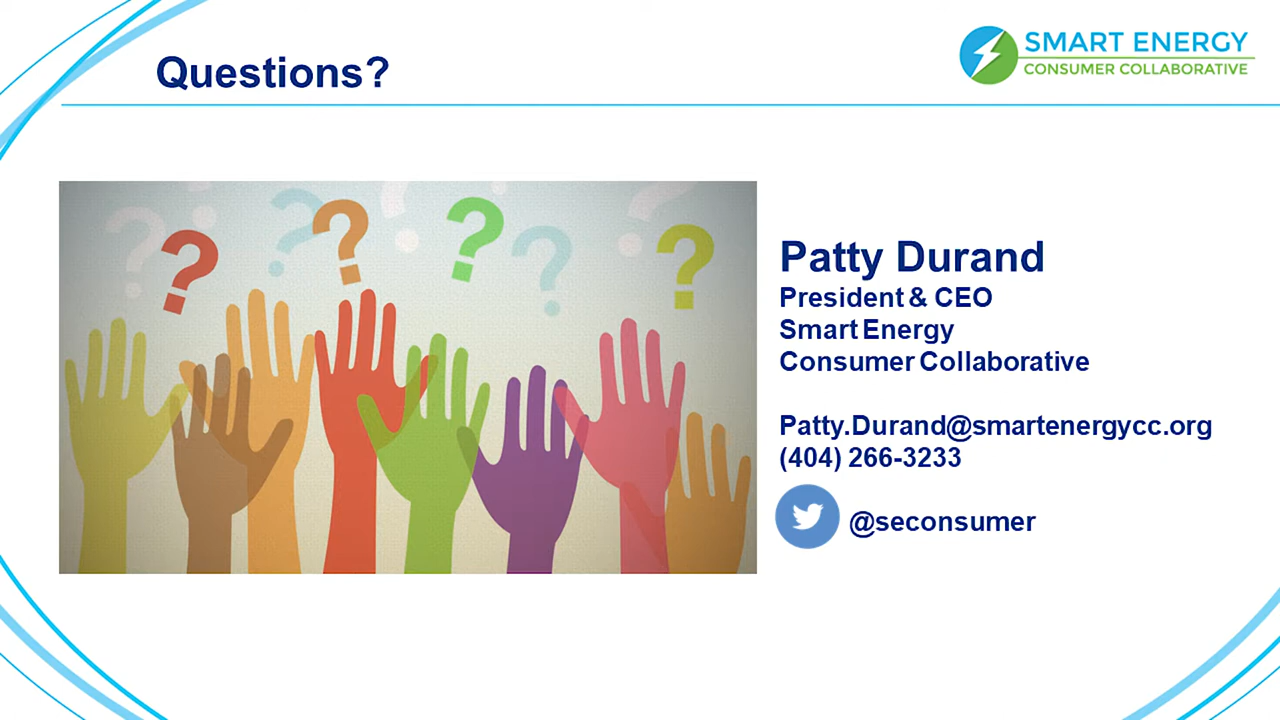 Questions?
SMART ENERGY
CONSUMER COLLABORATIVE
? ? ? ? ? ? ? ?
Patty Durand
President & CEO
Smart Energy
Consumer Collaborative
Patty.Durand@smartenergycc.org
(404) 266-3233
@seconsumer